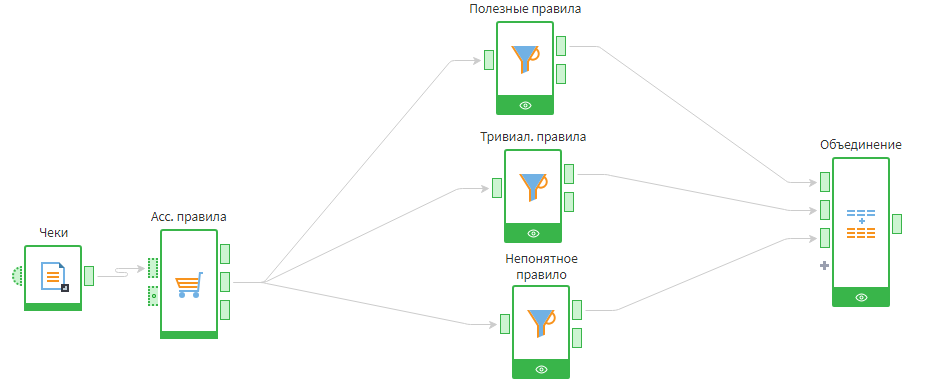 Полезные правила
Тривиал. правила
Объединение
Асс. правила
Чеки
Непонятное
правило